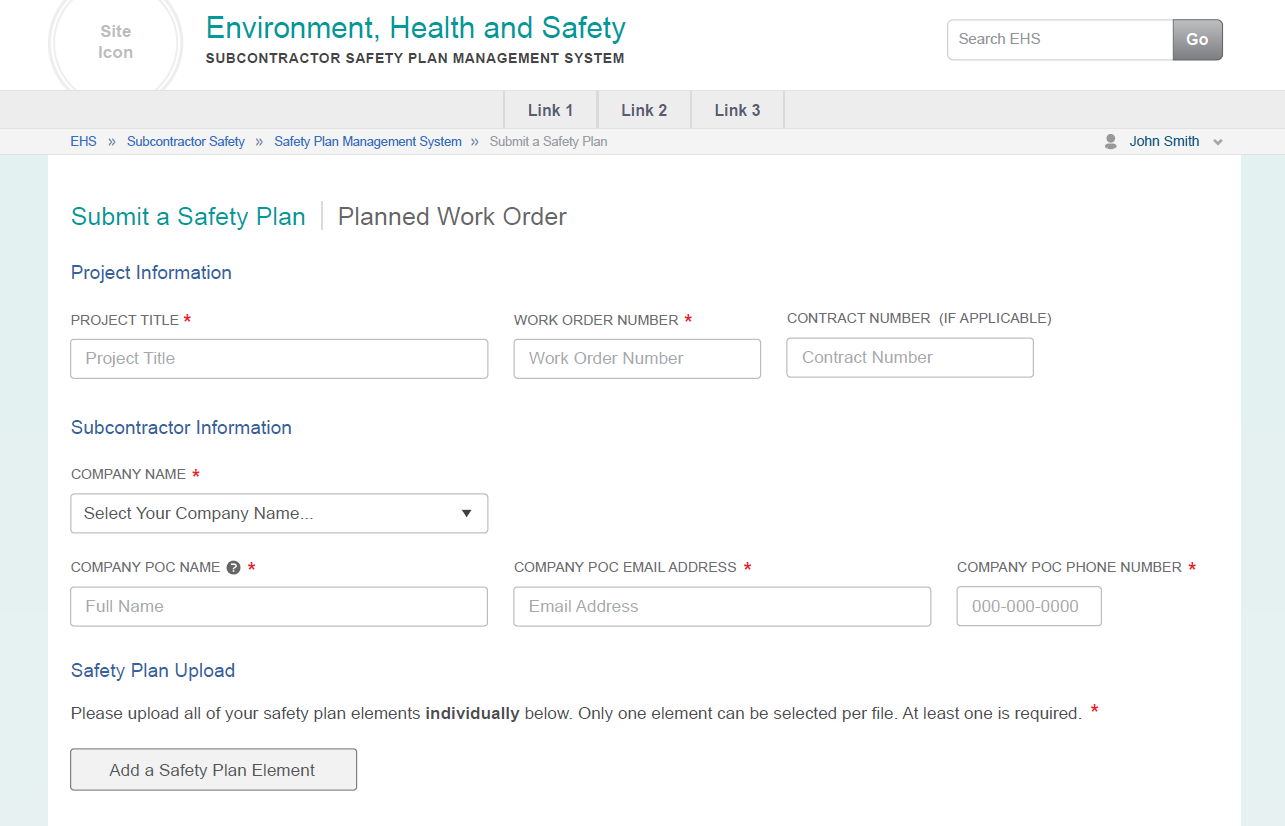 Site
Icon
Environment, Health and Safety
SUBCONTRACTOR SAFETY PLAN MANAGEMENT SYSTEM
Search EHS
Go
Link 1 Link 2 Link 3
EHS » Subcontractor Safety » Safety Plan Management System » Submit a Safety Plan
John Smith
Submit a Safety Plan | Planned Work Order
Project Information
PROJECT TITLE * WORK ORDER NUMBER * CONTRACT NUMBER (IF APPLICABLE)
Project Title Work Order Number Contract Number
Subcontractor Information
COMPANY NAME *
Select Your Company Name...
COMPANY POC NAME ? * COMPANY POC EMAIL ADDRESS * COMPANY POC PHONE NUMBER *
Full Name Email Address 000-000-0000
Safety Plan Upload
Please upload all of your safety plan elements individually below. Only one element can be selected per file. At least one is required. *
Add a Safety Plan Element